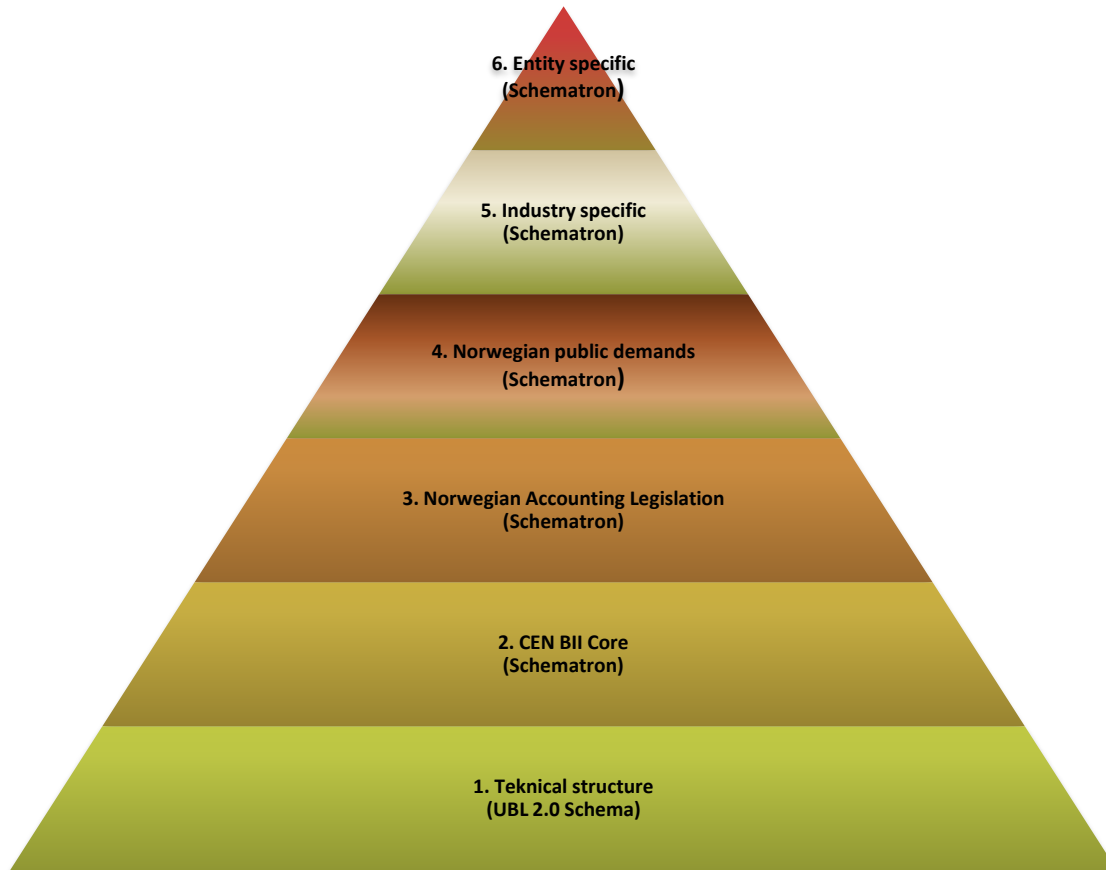 6. Entity specific
(Schematron)
5. Industry specific
(Schematron)
4. Norwegian public demands
(Schematron)
3. Norwegian Accounting Legislation
(Schematron)
2. CEN BII Core
(Schematron)
1. Teknical structure
(UBL 2.0 Schema)